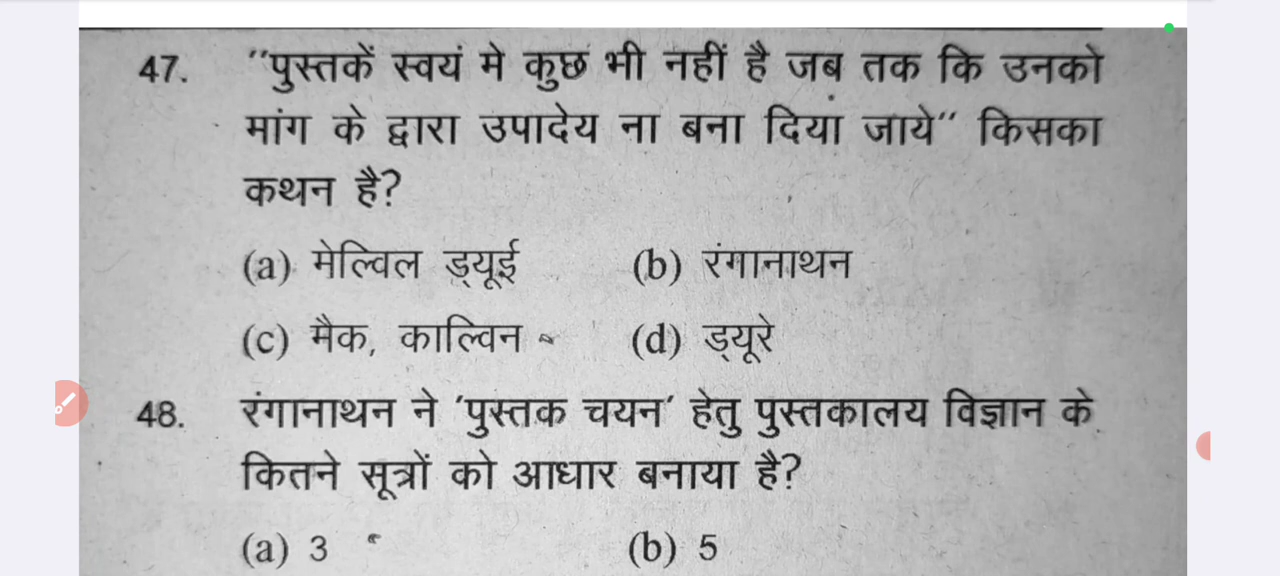 47. "पुस्तकें स्वयं मे कुछ भी नहीं है जब तक कि उनको
मांग के द्वारा उपादेय ना बना दिया जाये" किसका
कथन है?
(a) मेल्विल ड्यूई (b) रंगानाथन
(c) मैक, काल्विन (d) ड्यूरे
48. रंगानाथन ने 'पुस्तक चयन' हेतु पुस्तकालय विज्ञान के
कितने सूत्रों को आधार बनाया है?
(a) 3 (b) 5